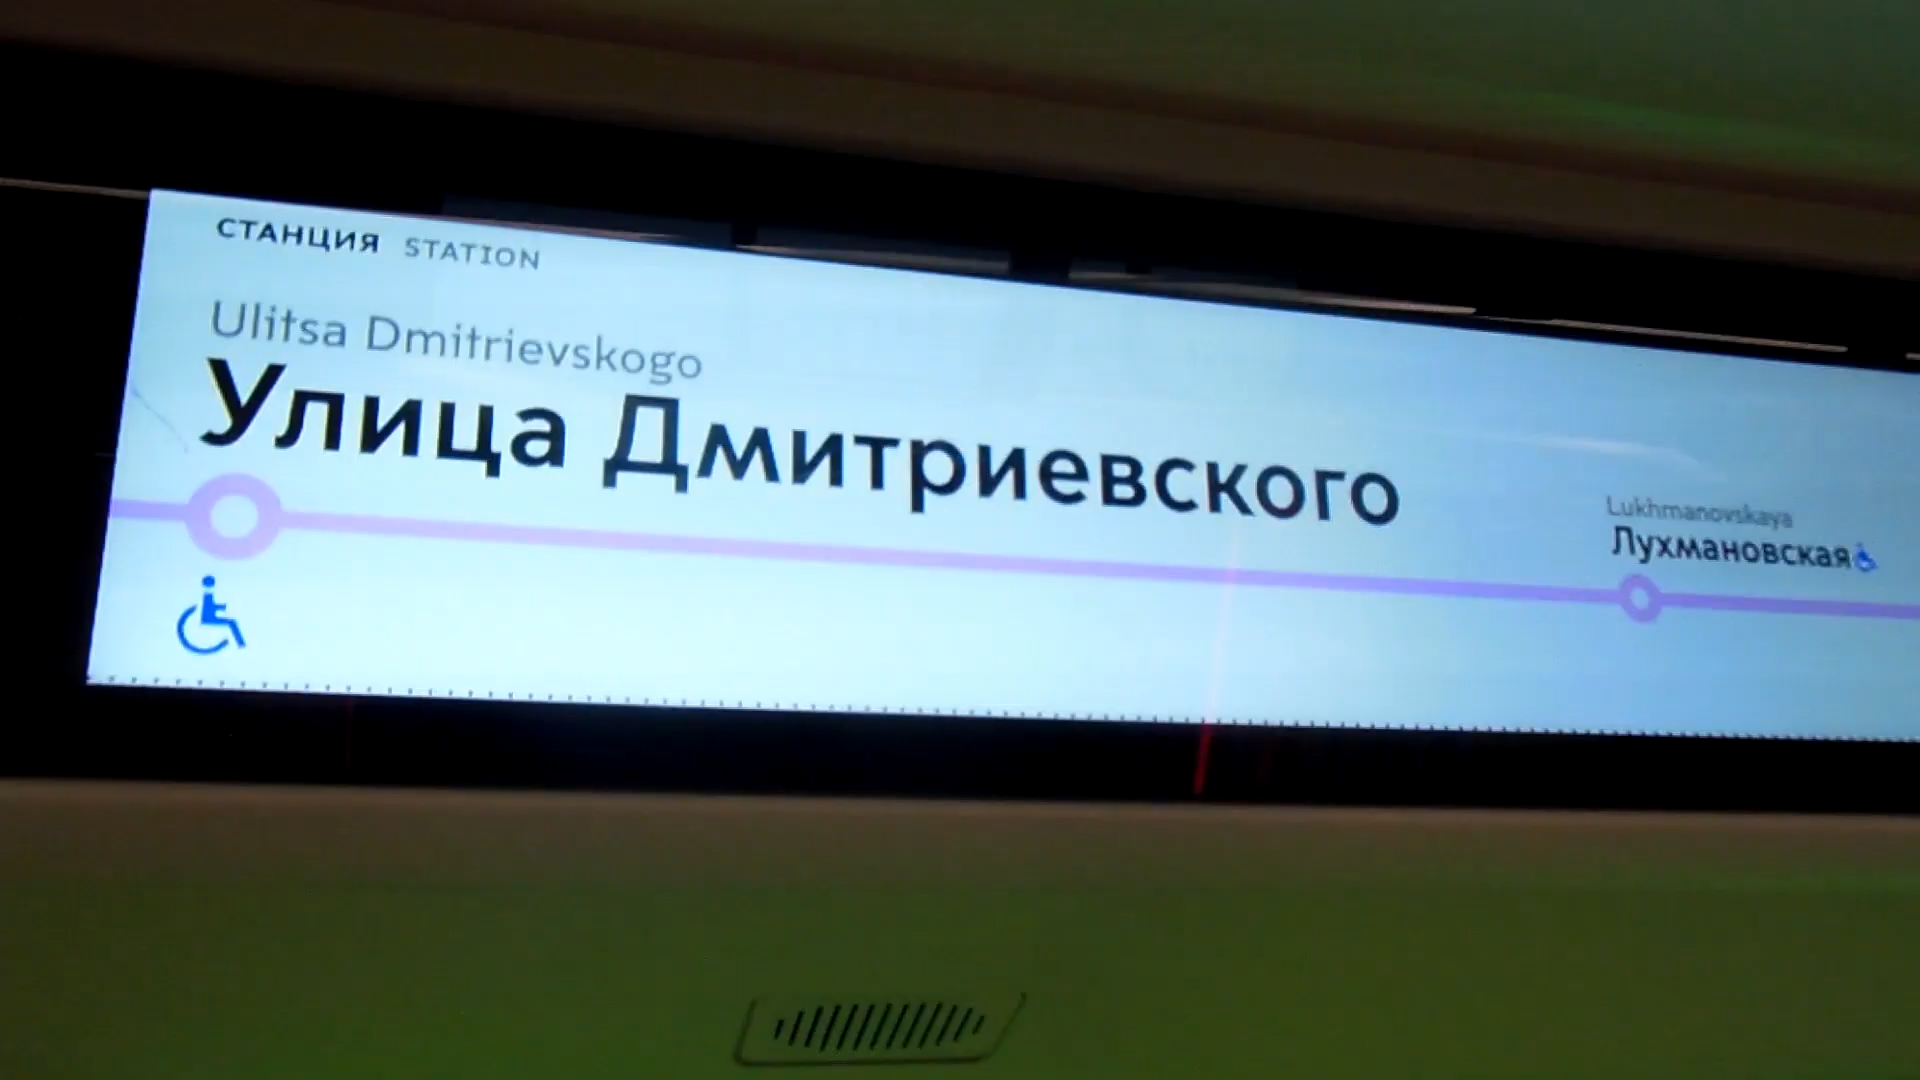 СТАНЦИЯ STATION
Ulitsa Dmitrievskogo
Улица Дмитриевского
Lukhmanovskaya
Лухмановская